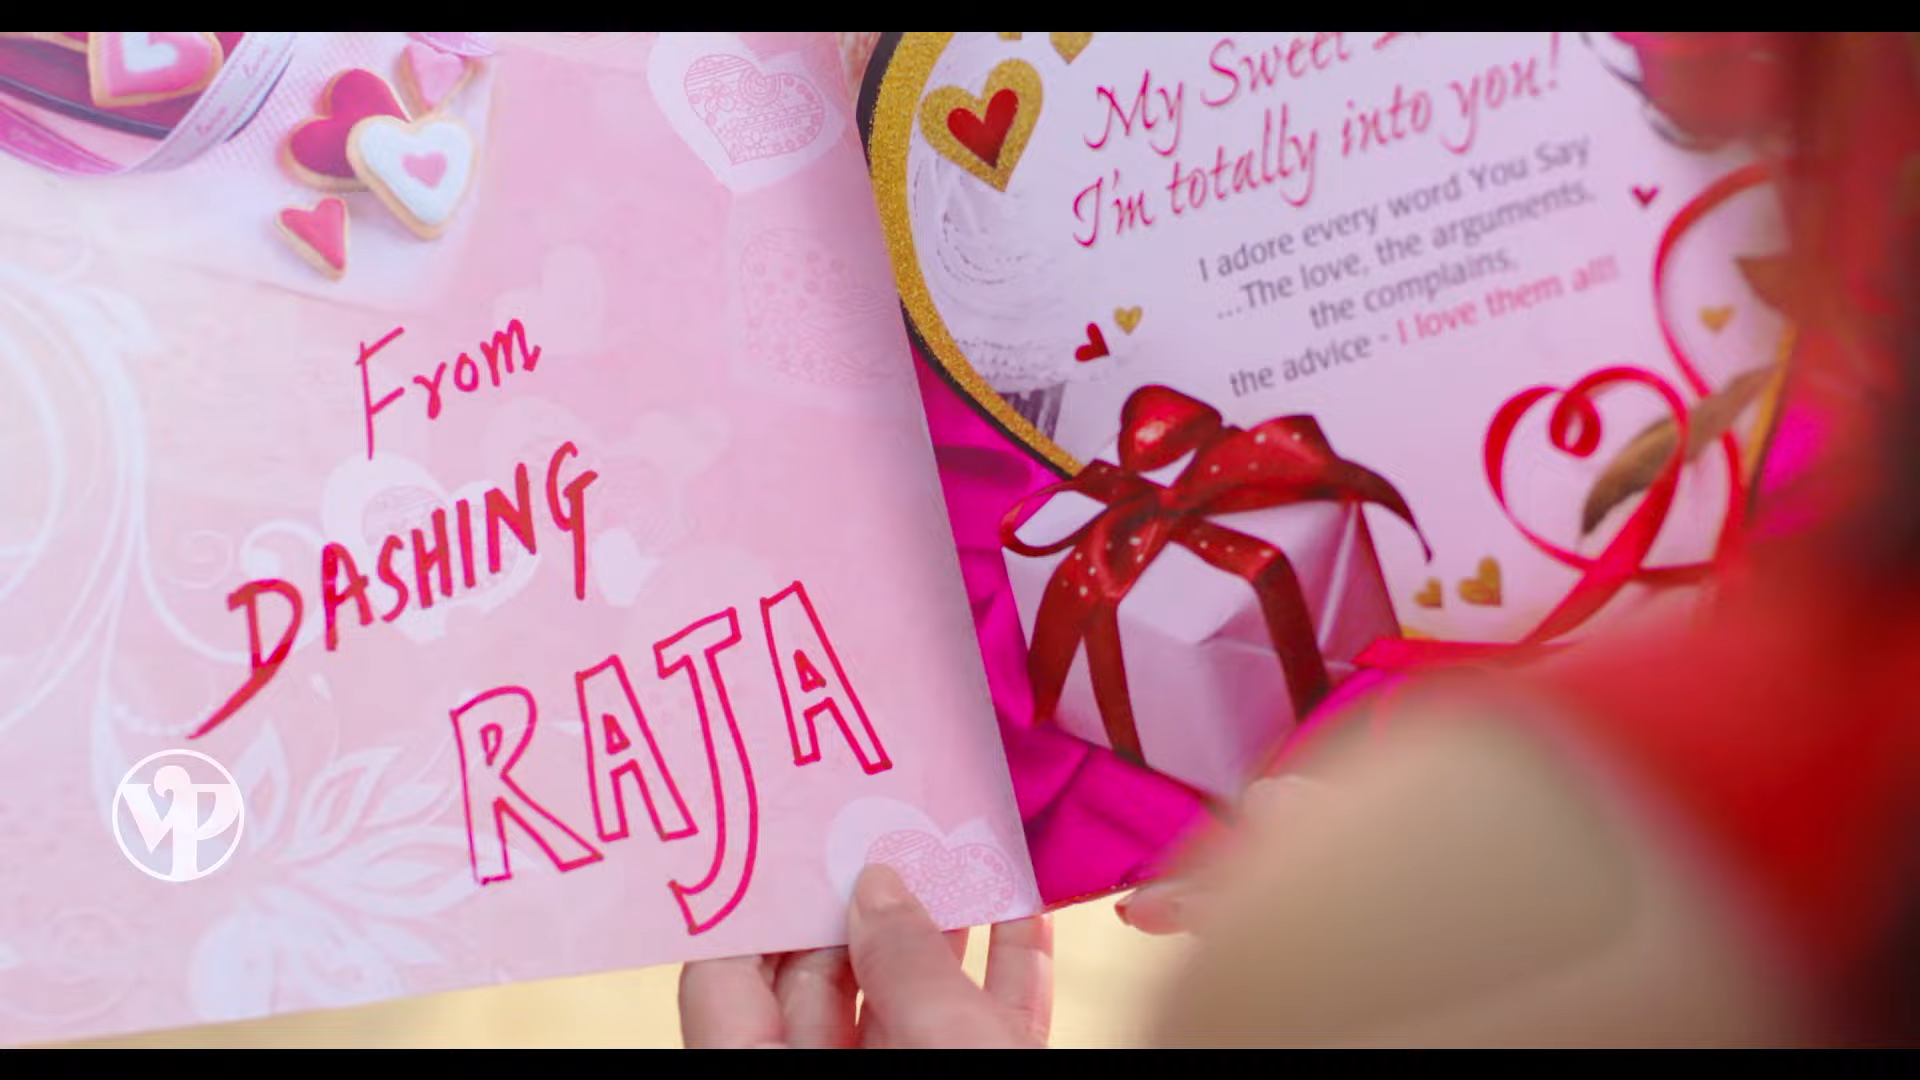 From
DASHING
RAJA
My Sweet
I'm totally into you!
I adore every word You Say
...The love, the arguments,
the complains,
the advice - I love them all!!
VP